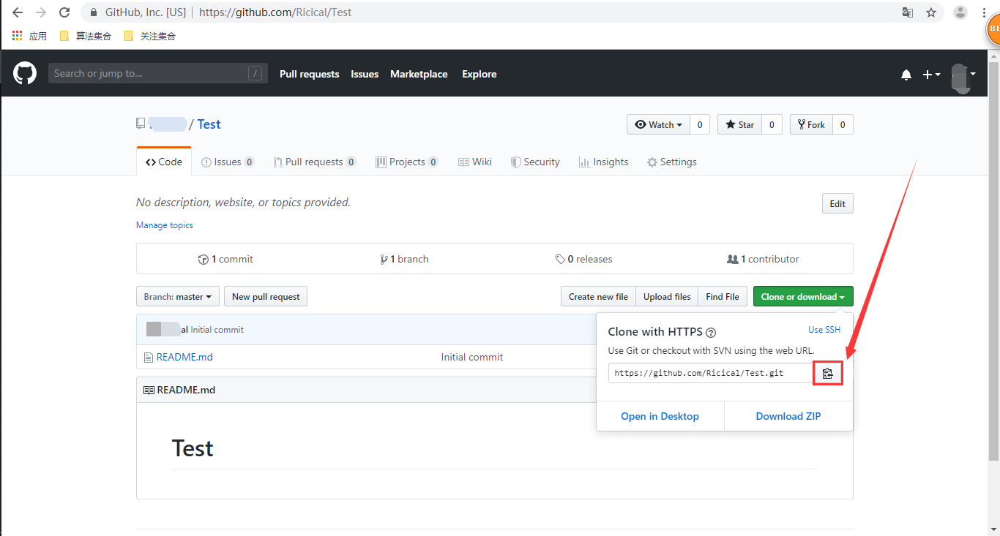 GitHub, Inc. [US] | https://github.com/Ricical/Test
81
应用 算法集合 关注集合
Search or jump to... / Pull requests Issues Marketplace Explore
/ Test Watch 0 Star 0 Fork 0
Code Issues 0 Pull requests 0 Projects 0 Wiki Security Insights Settings
No description, website, or topics provided. Edit
Manage topics
1 commit 1 branch 0 releases 1 contributor
Branch: master New pull request Create new file Upload files Find File Clone or download
al Initial commit
README.md Initial commit
Clone with HTTPS ? Use SSH
Use Git or checkout with SVN using the web URL.
https://github.com/Ricical/Test.git
Open in Desktop Download ZIP
README.md
Test